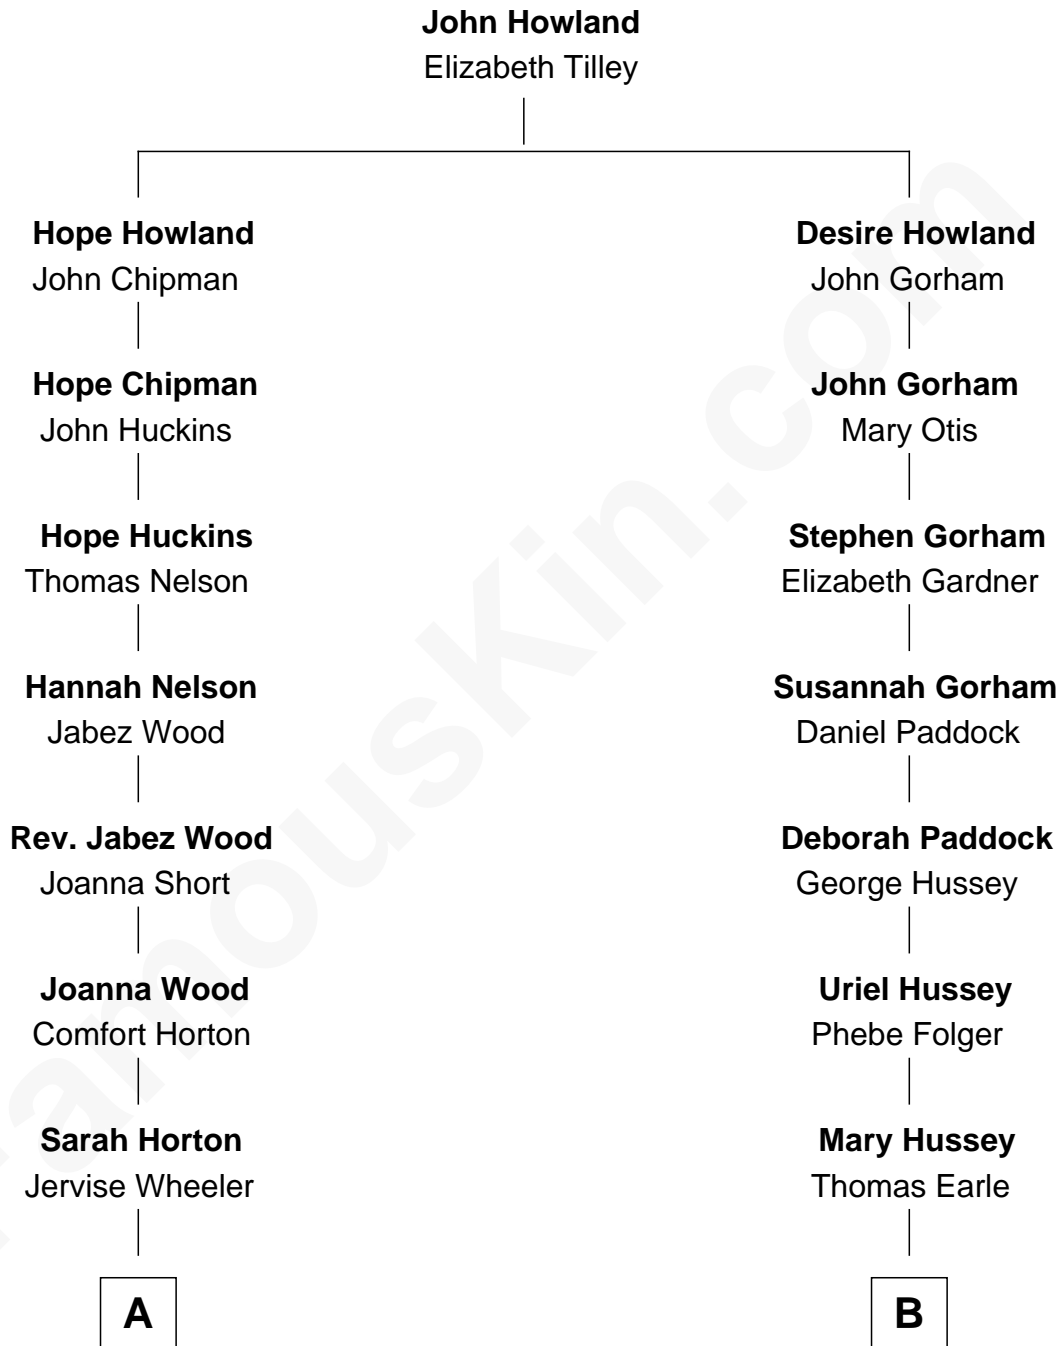 John Howland
Elizabeth Tilley
Hope Howland
John Chipman
Desire Howland
John Gorham
Hope Chipman
John Huckins
John Gorham
Mary Otis
Hope Huckins
Thomas Nelson
Stephen Gorham
Elizabeth Gardner
Hannah Nelson
Jabez Wood
Susannah Gorham
Daniel Paddock
Rev. Jabez Wood
Joanna Short
Deborah Paddock
George Hussey
Joanna Wood
Comfort Horton
Uriel Hussey
Phebe Folger
Sarah Horton
Jervise Wheeler
Mary Hussey
Thomas Earle
A
B
FamousKin.com